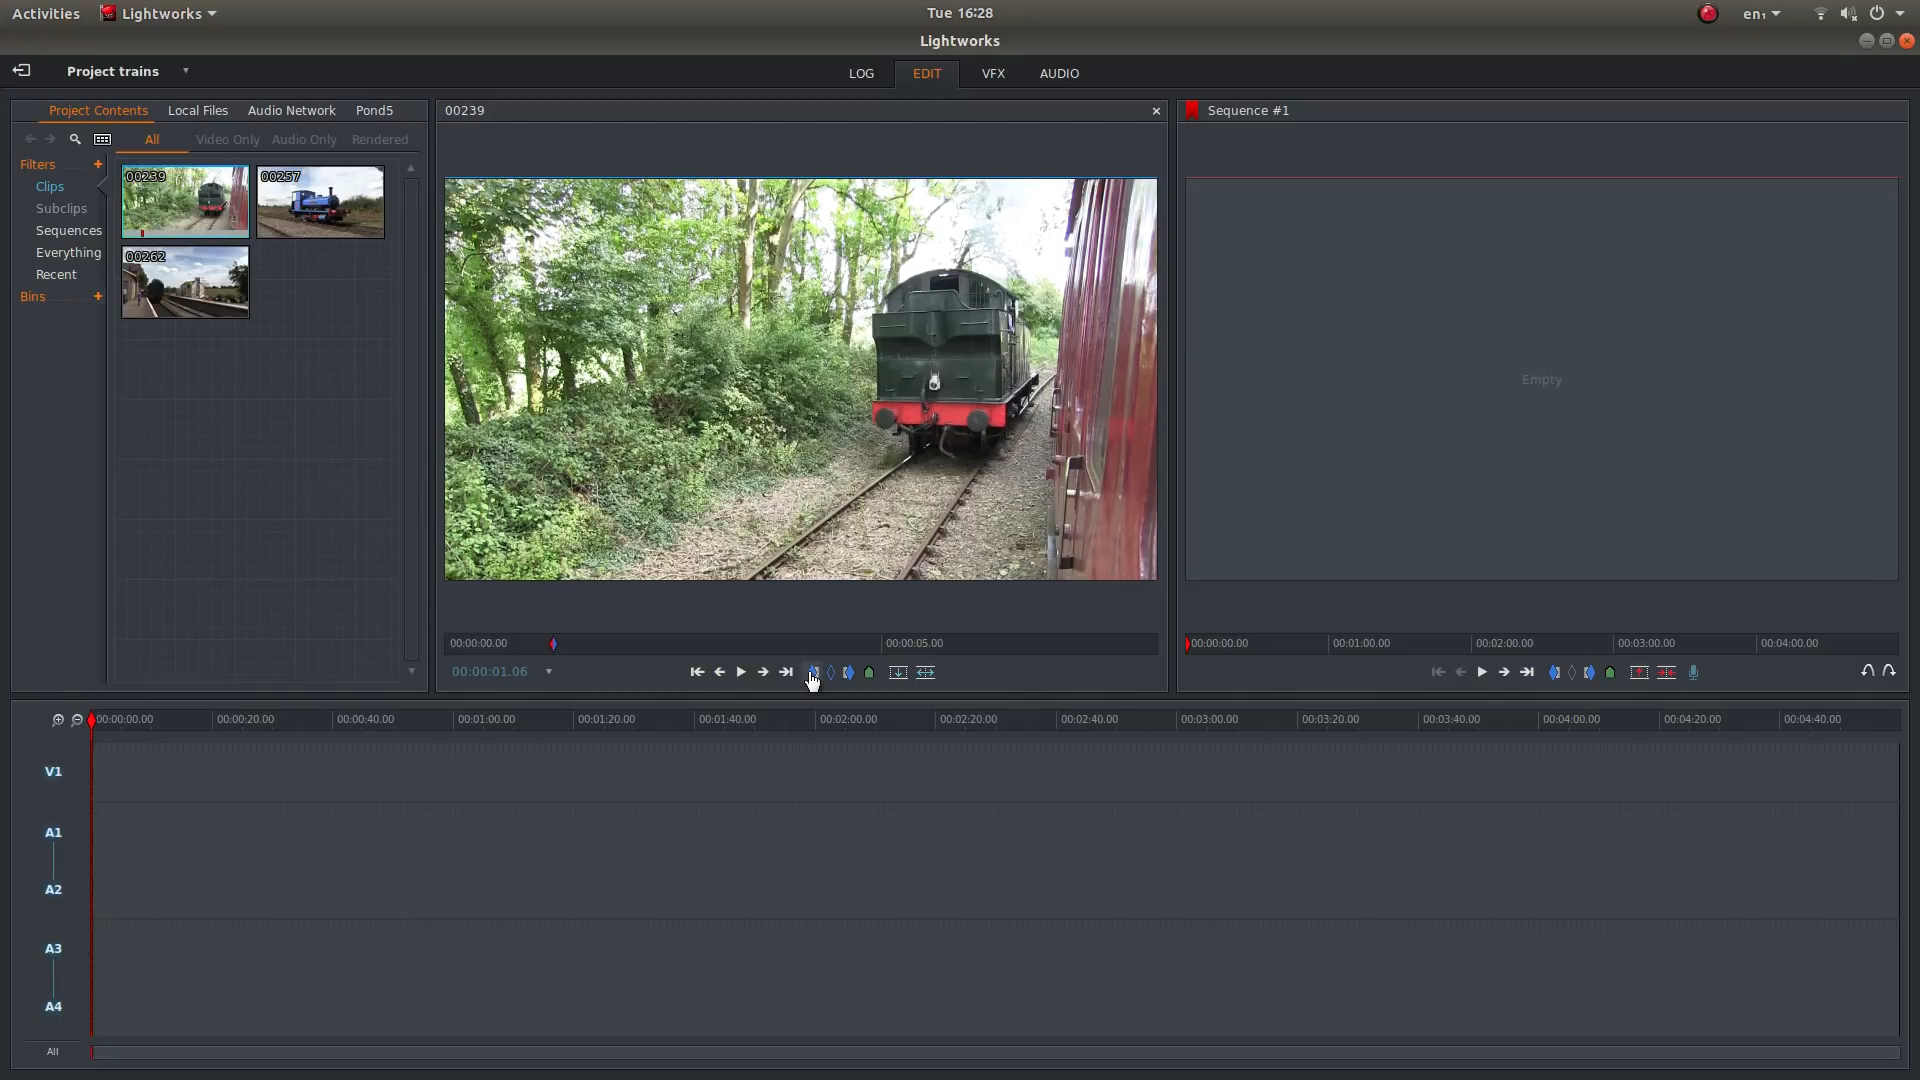 Activities Lightworks Tue 16:28 en₁
Lightworks
Project trains LOG EDIT VFX AUDIO
Project Contents Local Files Audio Network Pond5
All Video Only Audio Only Rendered
Filters +
Clips
Subclips
Sequences
Everything
Recent
Bins +
00239 00257
00262
00239 ×
Sequence #1
Empty
00:00:00.00 00:00:05.00
00:00:01.06
00:00:00.00 00:01:00.00 00:02:00.00 00:03:00.00 00:04:00.00
00:00:00.00 00:00:20.00 00:00:40.00 00:01:00.00 00:01:20.00 00:01:40.00 00:02:00.00 00:02:20.00 00:02:40.00 00:03:00.00 00:03:20.00 00:03:40.00 00:04:00.00 00:04:20.00 00:04:40.00
V1
A1
A2
A3
A4
All